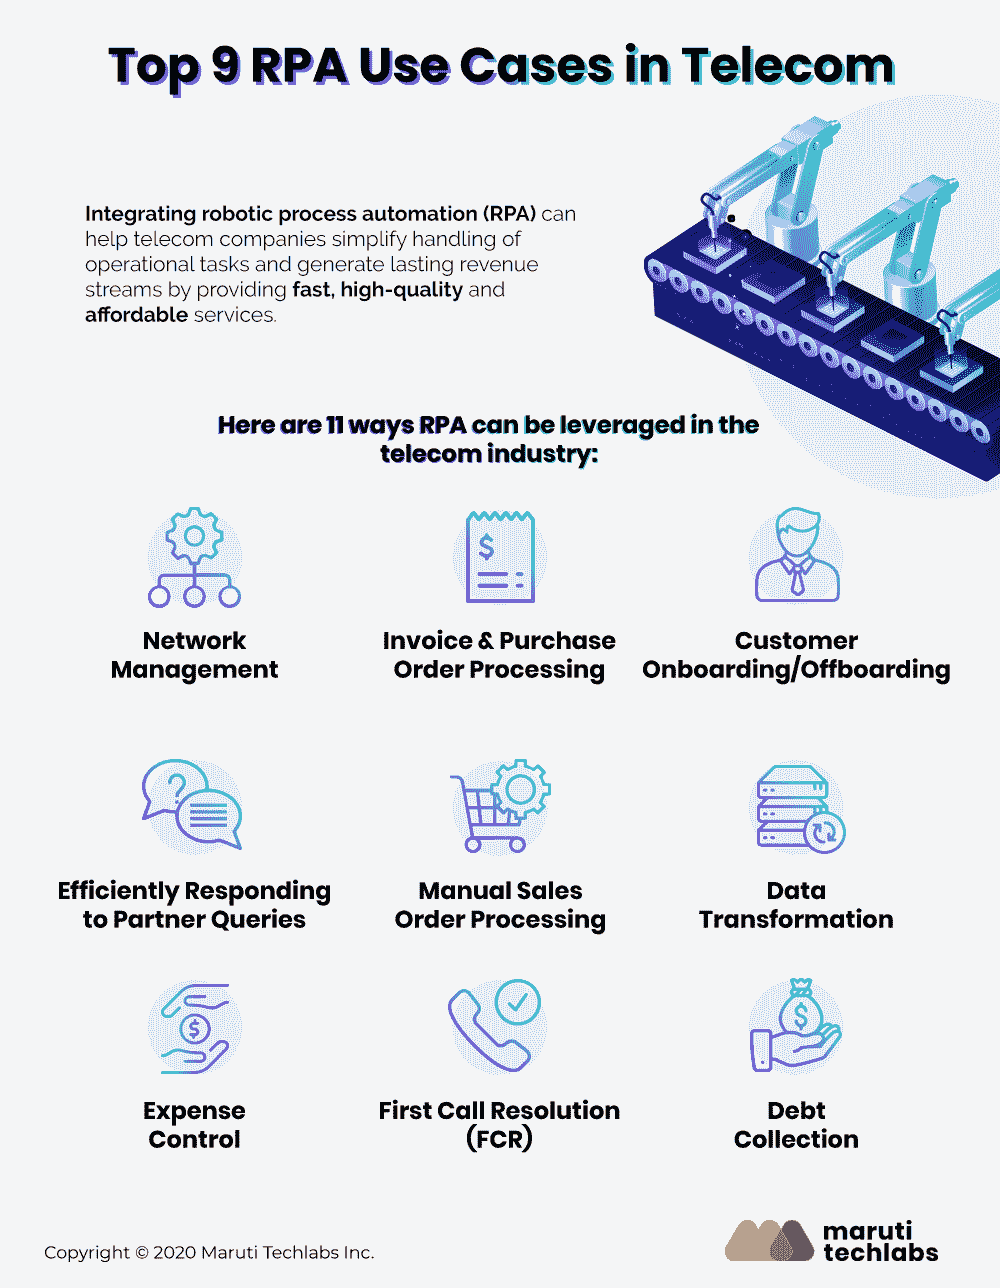 Top 9 RPA Use Cases in Telecom
Integrating robotic process automation (RPA) can
help telecom companies simplify handling of
operational tasks and generate lasting revenue
streams by providing fast, high-quality and
affordable services.
Here are 11 ways RPA can be leveraged in the
telecom industry:
$
Network
Management
Invoice & Purchase
Order Processing
Customer
Onboarding/Offboarding
?
Efficiently Responding
to Partner Queries
Manual Sales
Order Processing
Data
Transformation
$
$
Expense
Control
First Call Resolution
(FCR)
Debt
Collection
Copyright © 2020 Maruti Techlabs Inc.
maruti
techlabs